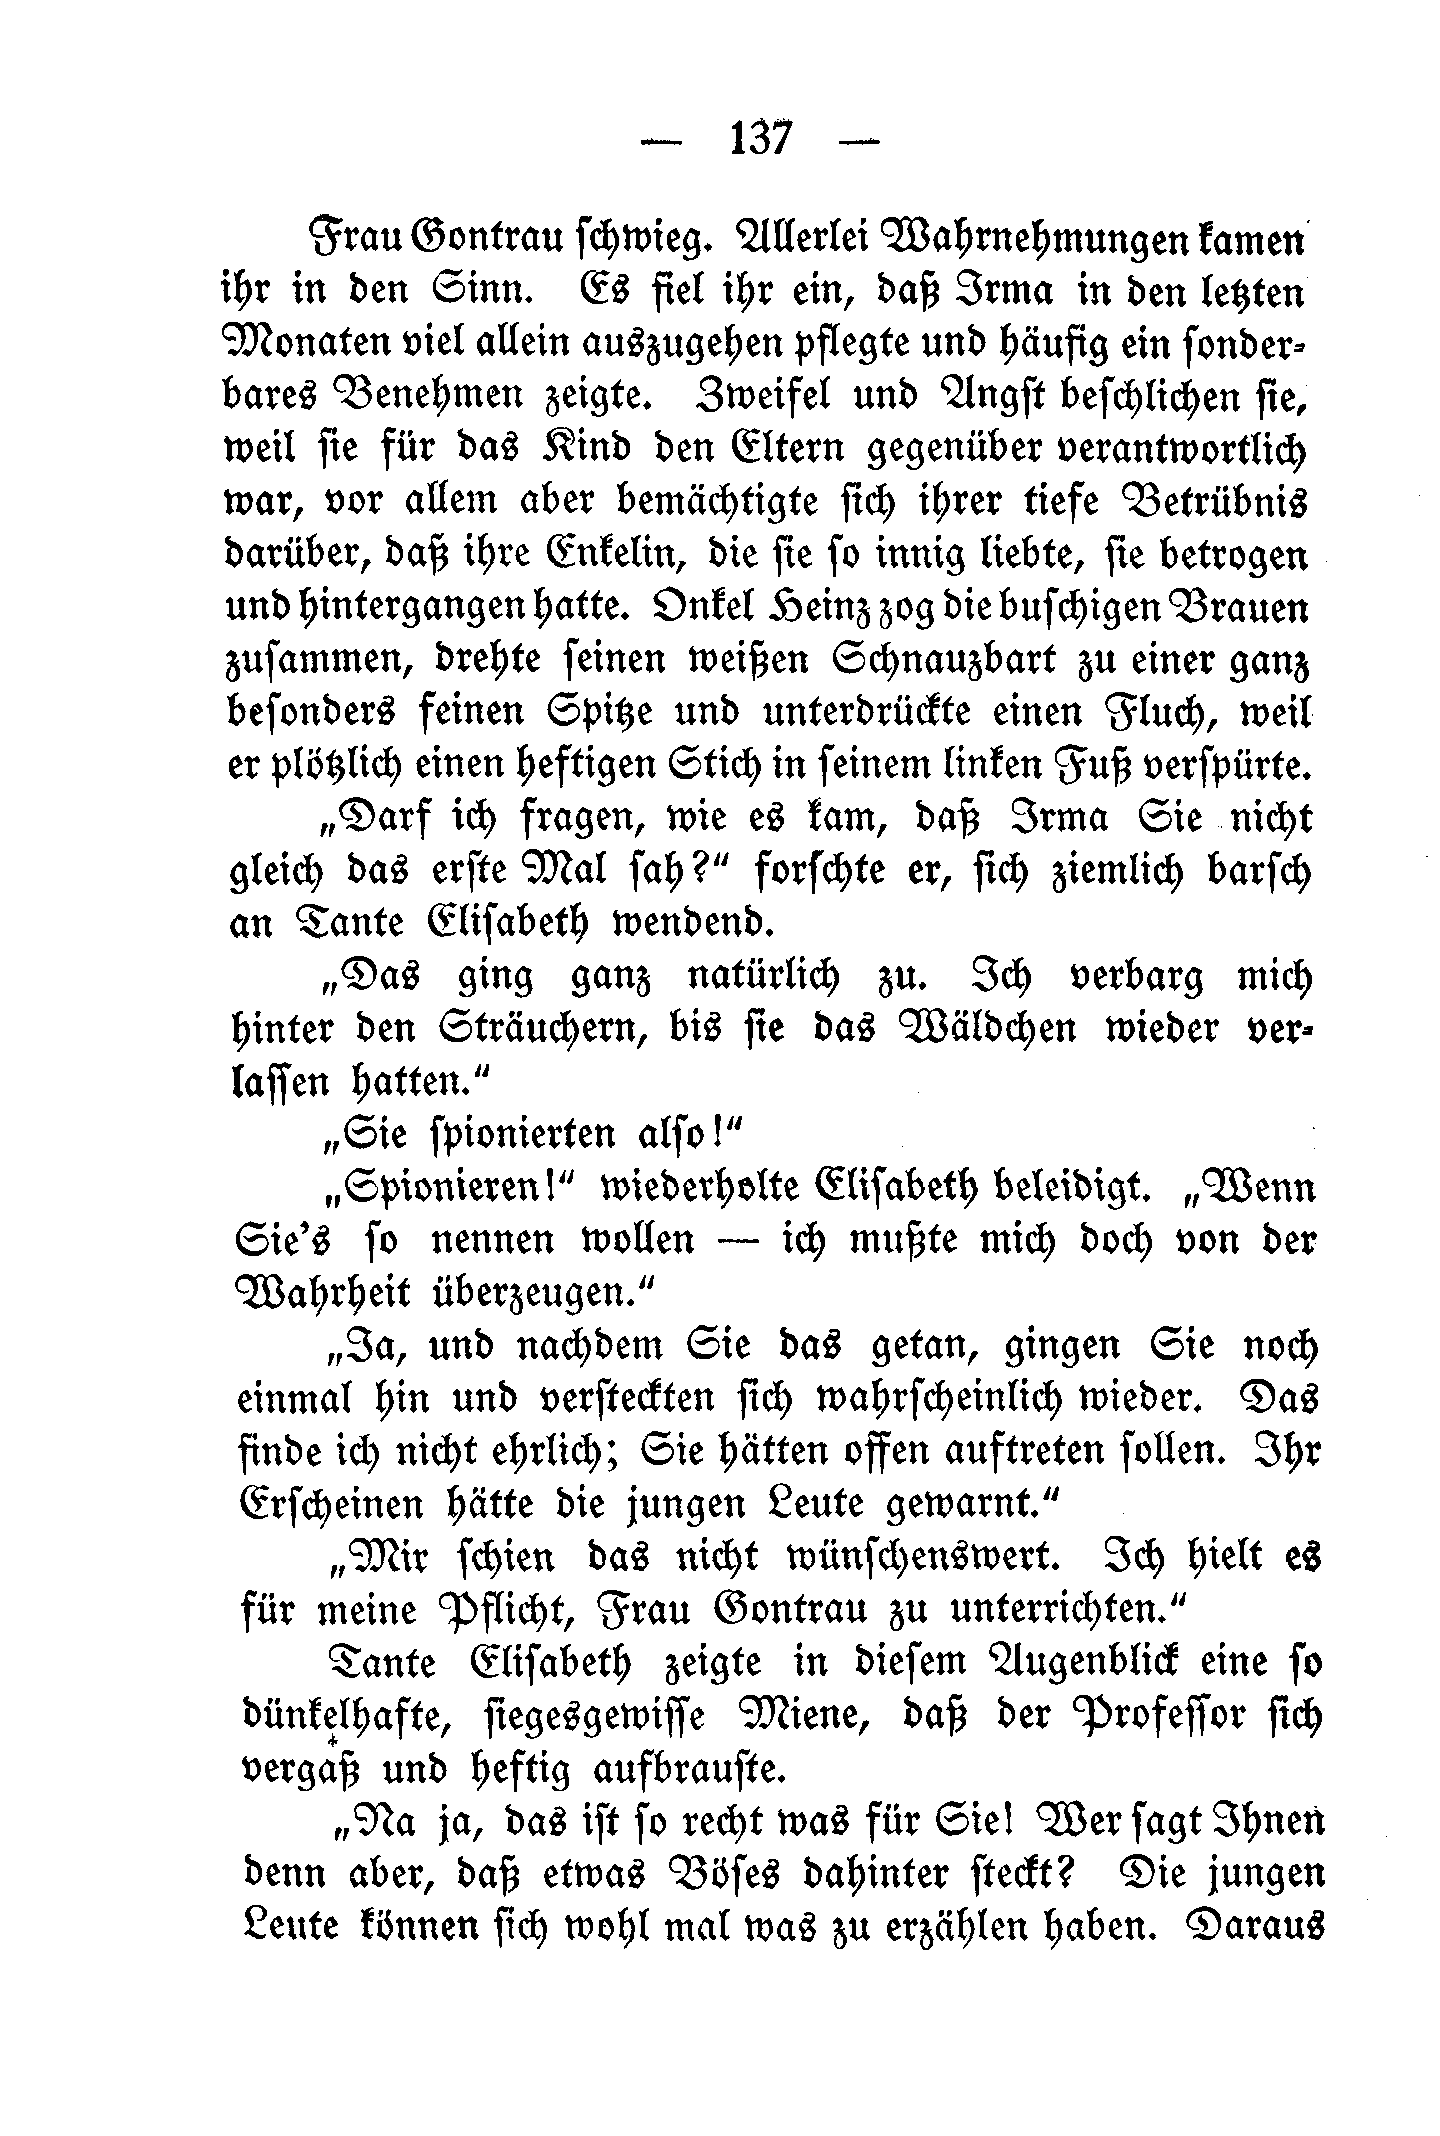 — 137 —
Frau Gontrau schwieg. Allerlei Wahrnehmungen kamen
ihr in den Sinn. Es fiel ihr ein, daß Irma in den letzten
Monaten viel allein auszugehen pflegte und häufig ein sonder-
bares Benehmen zeigte. Zweifel und Angst beschlichen sie,
weil sie für das Kind den Eltern gegenüber verantwortlich
war, vor allem aber bemächtigte sich ihrer tiefe Betrübnis
darüber, daß ihre Enkelin, die sie so innig liebte, sie betrogen
und hintergangen hatte. Onkel Heinz zog die buschigen Brauen
zusammen, drehte seinen weißen Schnauzbart zu einer ganz
besonders feinen Spitze und unterdrückte einen Fluch, weil
er plötzlich einen heftigen Stich in seinem linken Fuß verspürte.
„Darf ich fragen, wie es kam, daß Irma Sie nicht
gleich das erste Mal sah?“ forschte er, sich ziemlich barsch
an Tante Elisabeth wendend.
„Das ging ganz natürlich zu. Ich verbarg mich
hinter den Sträuchern, bis sie das Wäldchen wieder ver-
lassen hatten.“
„Sie spionierten also!“
„Spionieren!“ wiederholte Elisabeth beleidigt. „Wenn
Sie's so nennen wollen — ich mußte mich doch von der
Wahrheit überzeugen.“
„Ja, und nachdem Sie das getan, gingen Sie noch
einmal hin und versteckten sich wahrscheinlich wieder. Das
finde ich nicht ehrlich; Sie hätten offen auftreten sollen. Ihr
Erscheinen hätte die jungen Leute gewarnt.“
„Mir schien das nicht wünschenswert. Ich hielt es
für meine Pflicht, Frau Gontrau zu unterrichten.“
Tante Elisabeth zeigte in diesem Augenblick eine so
dünkelhafte, siegesgewisse Miene, daß der Professor sich
vergaß und heftig aufbrauste.
„Na ja, das ist so recht was für Sie! Wer sagt Ihnen
denn aber, daß etwas Böses dahinter steckt? Die jungen
Leute können sich wohl mal was zu erzählen haben. Daraus